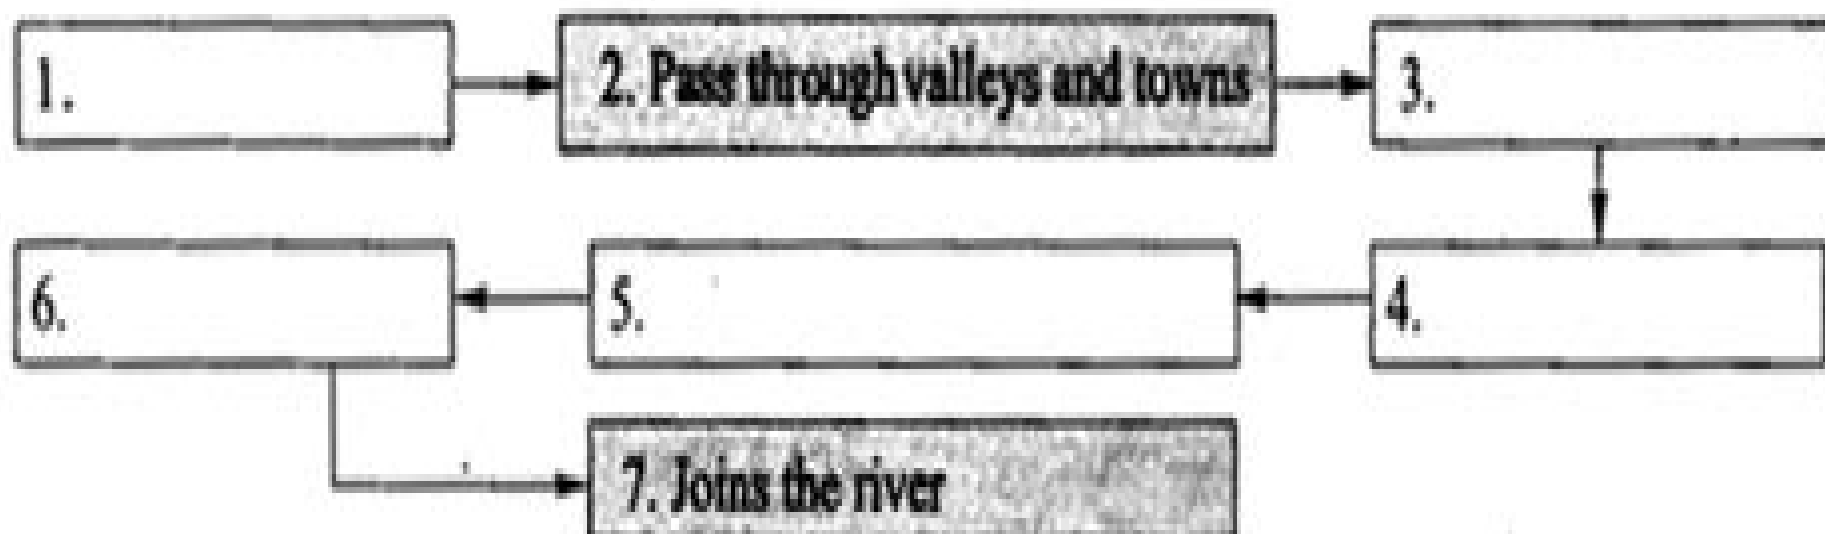 1.
2. Pass through valleys and towns
3.
4.
5.
6.
7. Joins the river